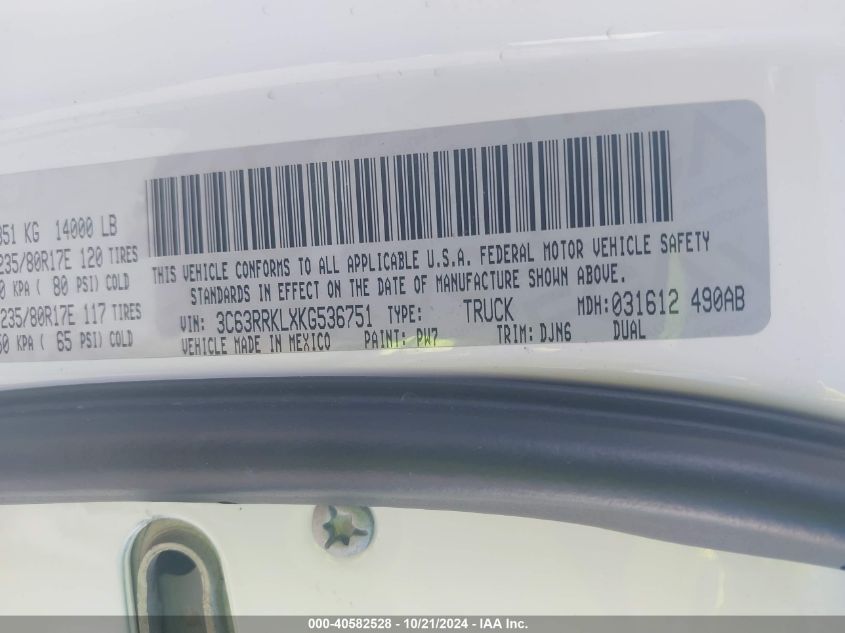 351 KG 14000 LB
235/80R17E 120 TIRES
0 KPA ( 80 PSI) COLD
235/80R17E 117 TIRES
50 KPA ( 65 PSI) COLD
THIS VEHICLE CONFORMS TO ALL APPLICABLE U.S.A. FEDERAL MOTOR VEHICLE SAFETY
STANDARDS IN EFFECT ON THE DATE OF MANUFACTURE SHOWN ABOVE.
VIN: 3C63RRKLXKG536751 TYPE: TRUCK MDH: 031612 490AB
VEHICLE MADE IN MEXICO PAINT: PW7 TRIM: DJN6 DUAL
000-40582528 - 10/21/2024 - IAA Inc.